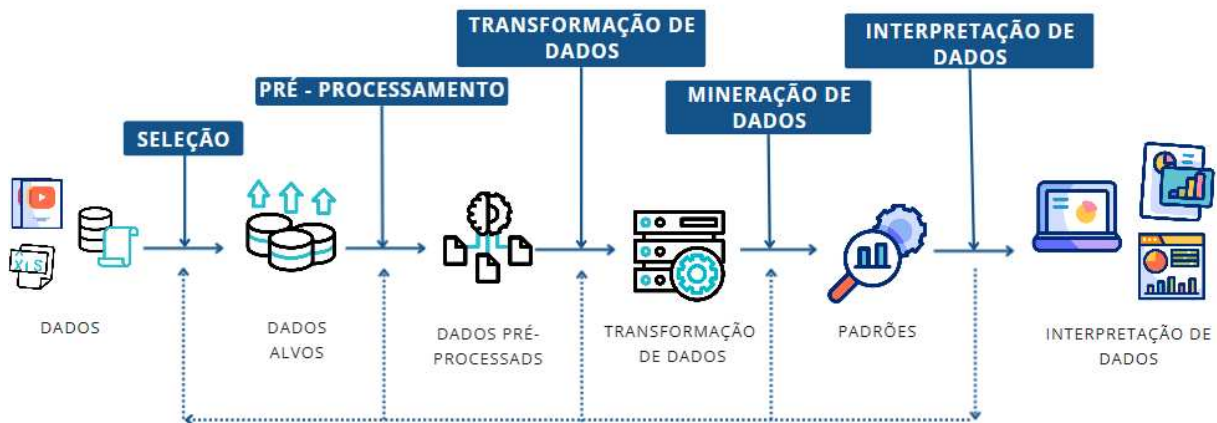 TRANSFORMAÇÃO DE
DADOS
INTERPRETAÇÃO DE
DADOS
PRÉ - PROCESSAMENTO
MINERAÇÃO DE
DADOS
SELEÇÃO
XLS
DADOS
DADOS
ALVOS
DADOS PRÉ-
PROCESSADS
TRANSFORMAÇÃO
DE DADOS
PADRÕES
INTERPRETAÇÃO DE
DADOS